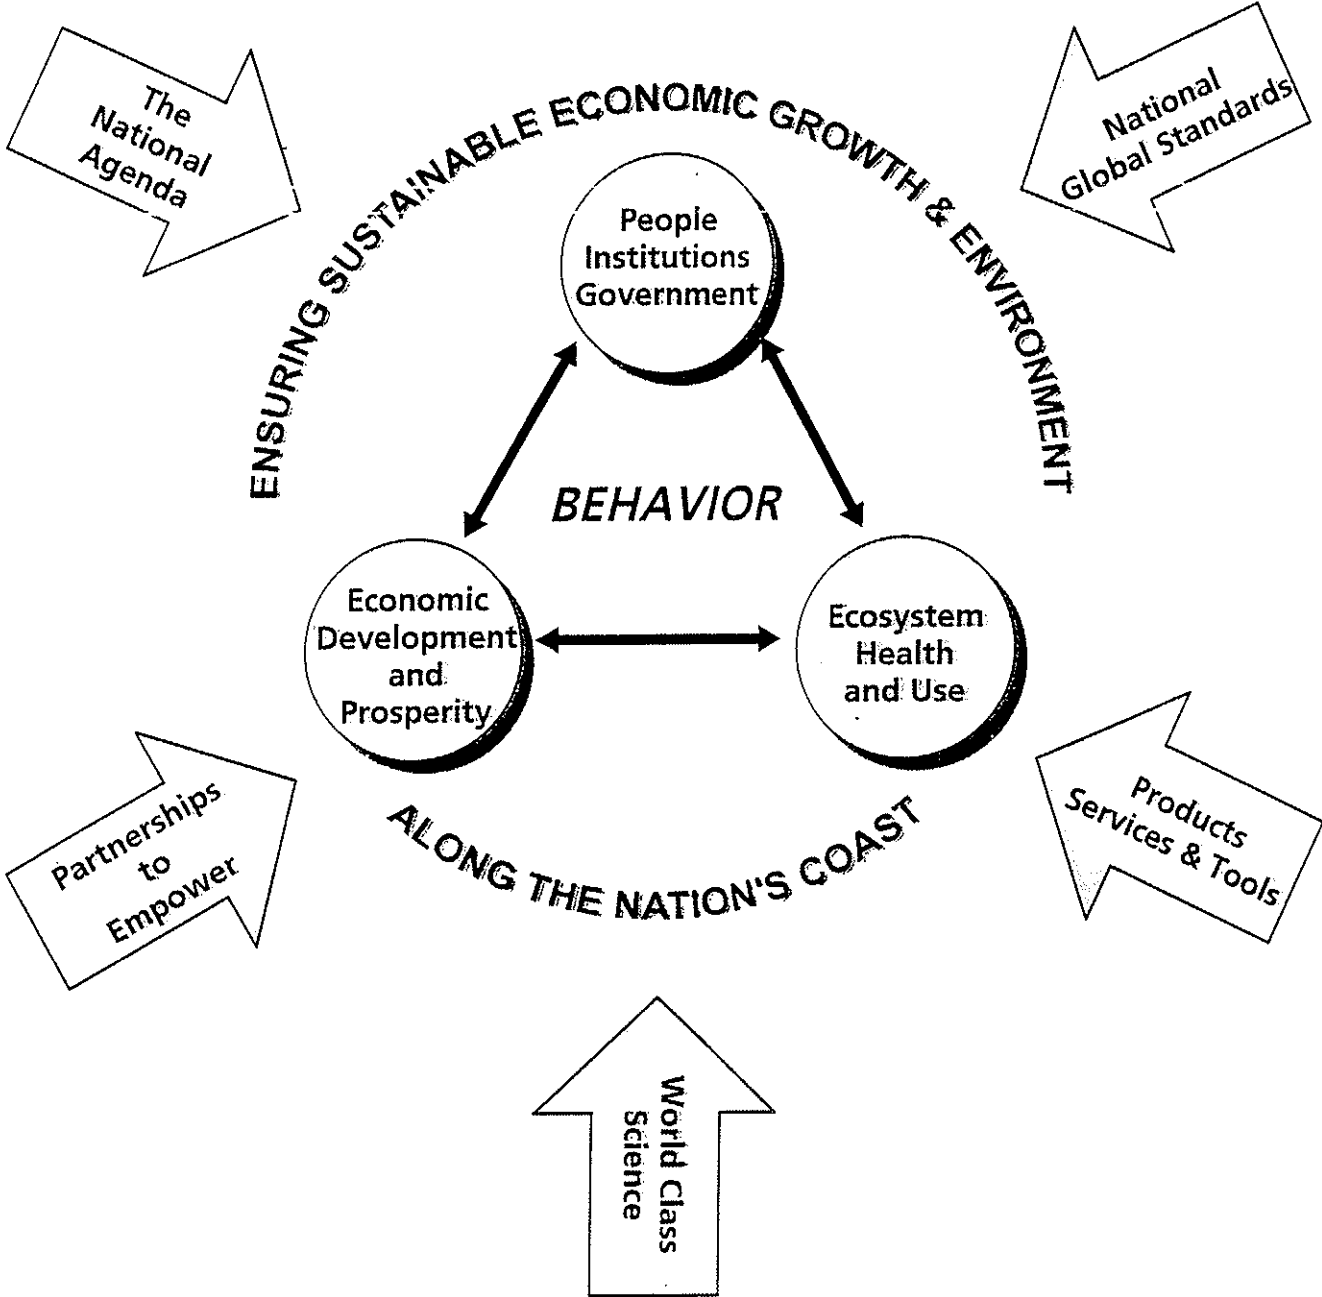 The
National
Agenda
National
Global Standards
ENSURING SUSTAINABLE ECONOMIC GROWTH & ENVIRONMENT
People
Institutions
Government
BEHAVIOR
Economic
Development
and
Prosperity
Ecosystem
Health
and Use
Partnerships
to
Empower
Products
Services & Tools
ALONG THE NATION'S COAST
World Class
Science